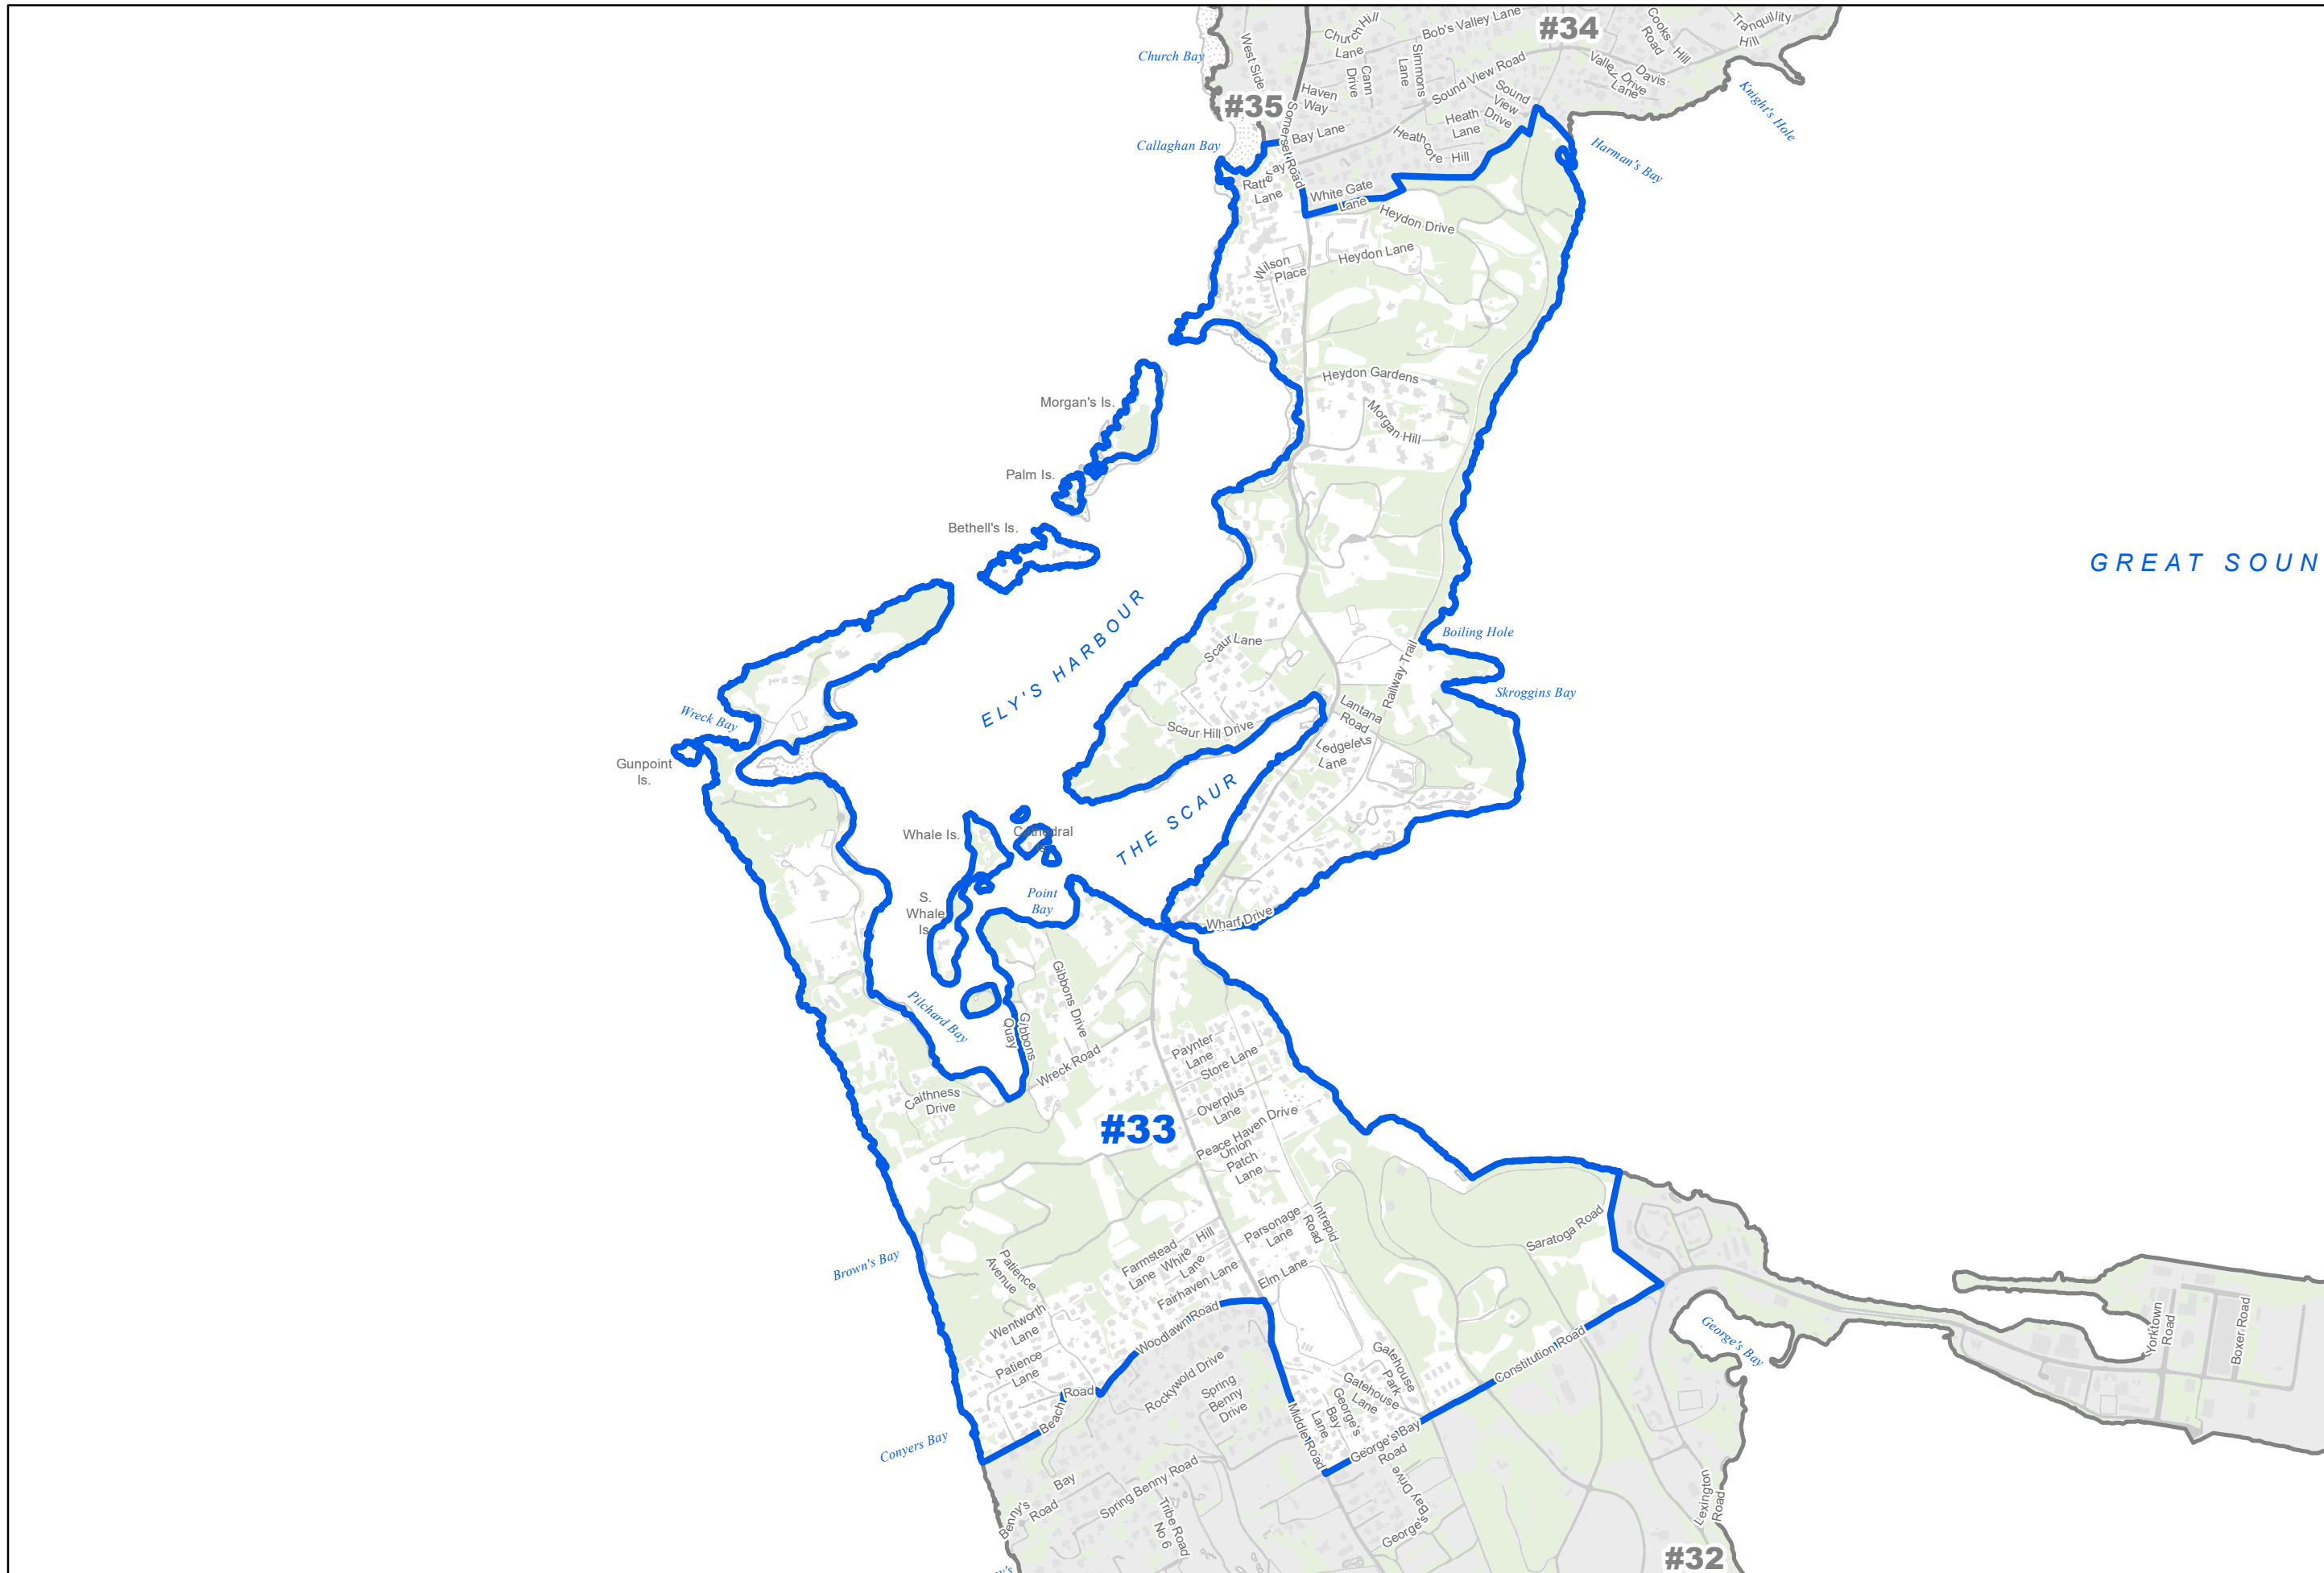 #34
Cooks
Road
Hill
Tranquility
Hill
Bob's Valley Lane
Church Hill
Church
Lane
Church Bay
West Side
Simmons
Lane
Cann
Drive
Sound View Road
Valley Drive
Lane
Davis
Knight's Hole
Haven
Way
Sound
View
Drive
Heath
Lane
#35
Somerset Road
Bay Lane
Heathcote Hill
Callaghan Bay
Harman's Bay
Lane
White Gate
Lane
Heydon Drive
Heydon Lane
Wilson
Place
Heydon Gardens
Morgan Hill
Morgan's Is.
Palm Is.
Bethell's Is.
GREAT SOUN
ELY'S HARBOUR
Scaur Lane
Boiling Hole
Railway Trail
Skroggins Bay
Lantana
Road
Scaur Hill Drive
Ledgelets
Lane
Wreck Bay
Gunpoint
Is.
THE SCAUR
Whale Is.
Cathedral
S.
Whale
Is.
Point
Bay
Wharf Drive
Gibbons Drive
Pilchard Bay
Gibbons
Quay
Wreck Road
Paynter
Lane
Store Lane
Caithness
Drive
Overplus
Lane
#33
Peace Haven Drive
Union
Patch
Lane
Intrepid
Road
Parsonage
Lane
Saratoga Road
Farmstead
Lane
White
Lane
Hill
Brown's Bay
Patience
Avenue
Fairhaven Lane
Elm Lane
Wentworth
Lane
Woodlawn Road
Patience
Lane
Constitution Road
George's Bay
Yorktown
Road
Boxer Road
Gatehouse
Park
Gatehouse
Lane
Rockywold Drive
Spring
Benny
Drive
Beach
Road
George's
Bay
Lane
Middle Road
George's Bay
Road
Conyers Bay
Bay
Benny's
Road
Spring Benny Road
Tribe Road
No 6
George's
Bay Drive
Lexington
Road
#32